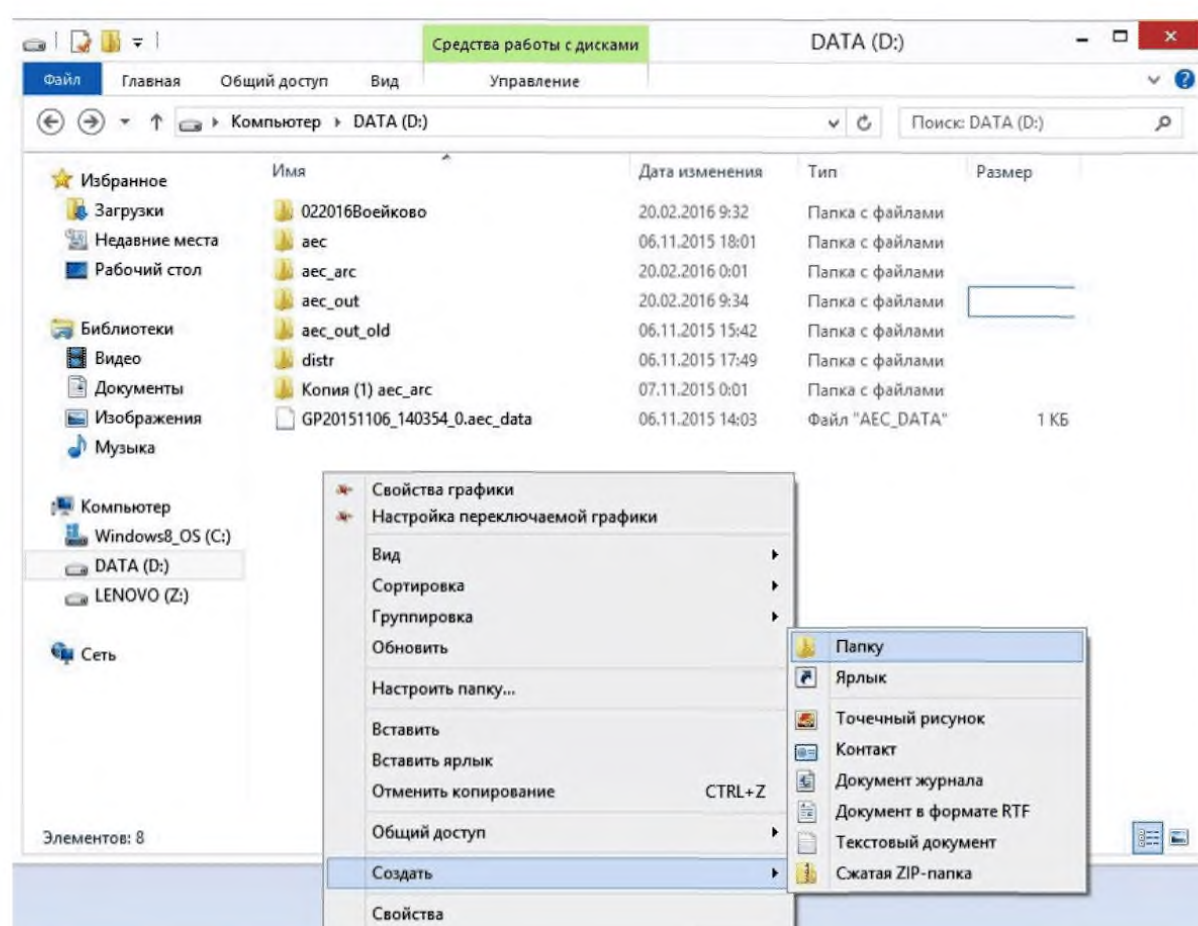 Средства работы с дисками
DATA (D:)
Файл Главная Общий доступ Вид Управление
Компьютер DATA (D:) Поиск: DATA (D:)
Имя Дата изменения Тип Размер
Избранное
Загрузки
Недавние места
Рабочий стол
Библиотеки
Видео
Документы
Изображения
Музыка
Компьютер
Windows8_OS (C:)
DATA (D:)
LENOVO (Z:)
Сеть
022016Воейково 20.02.2016 9:32 Папка с файлами
aec 06.11.2015 18:01 Папка с файлами
aec_arc 20.02.2016 0:01 Папка с файлами
aec_out 20.02.2016 9:34 Папка с файлами
aec_out_old 06.11.2015 15:42 Папка с файлами
distr 06.11.2015 17:49 Папка с файлами
Копия (1) aec_arc 07.11.2015 0:01 Папка с файлами
GP20151106_140354_0.aec_data 06.11.2015 14:03 Файл "AEC_DATA" 1 КБ
Свойства графики
Настройка переключаемой графики
Вид
Сортировка
Группировка
Обновить
Настроить папку...
Вставить
Вставить ярлык
Отменить копирование CTRL+Z
Общий доступ
Создать
Свойства
Папку
Ярлык
Точечный рисунок
Контакт
Документ журнала
Документ в формате RTF
Текстовый документ
Сжатая ZIP-папка
Элементов: 8